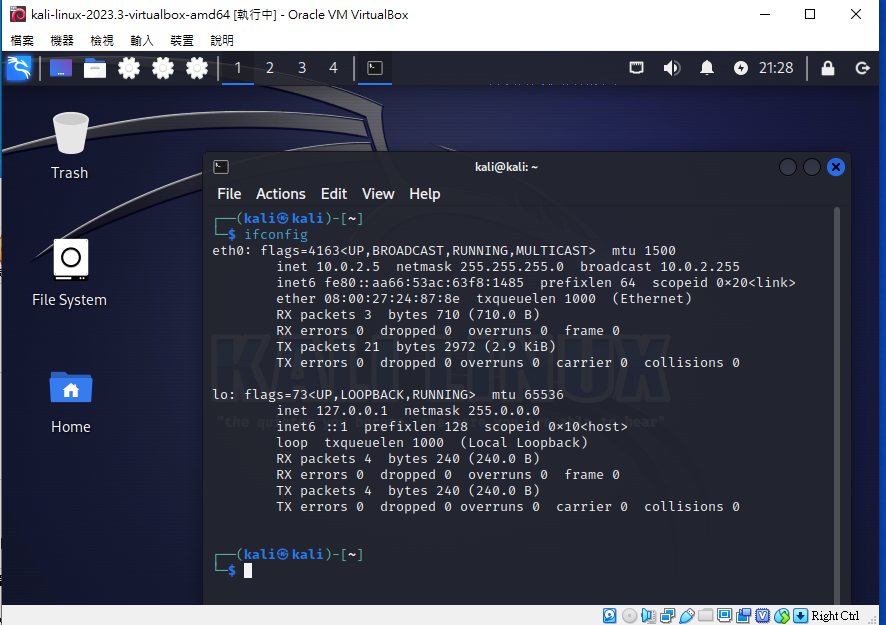 kali-linux-2023.3-virtualbox-amd64 [執行中] - Oracle VM VirtualBox
檔案 機器 檢視 輸入 裝置 說明
1 2 3 4 21:28
Trash
File System
Home
kali@kali: ~
File Actions Edit View Help
┌──(kali㉿kali)-[~]
└─$ ifconfig
eth0: flags=4163<UP,BROADCAST,RUNNING,MULTICAST>  mtu 1500
        inet 10.0.2.5  netmask 255.255.255.0  broadcast 10.0.2.255
        inet6 fe80::aa66:53ac:63f8:1485  prefixlen 64  scopeid 0×20<link>
        ether 08:00:27:24:87:8e  txqueuelen 1000  (Ethernet)
        RX packets 3  bytes 710 (710.0 B)
        RX errors 0  dropped 0  overruns 0  frame 0
        TX packets 21  bytes 2972 (2.9 KiB)
        TX errors 0  dropped 0 overruns 0  carrier 0  collisions 0
lo: flags=73<UP,LOOPBACK,RUNNING>  mtu 65536
        inet 127.0.0.1  netmask 255.0.0.0
        inet6 ::1  prefixlen 128  scopeid 0×10<host>
        loop  txqueuelen 1000  (Local Loopback)
        RX packets 4  bytes 240 (240.0 B)
        RX errors 0  dropped 0  overruns 0  frame 0
        TX packets 4  bytes 240 (240.0 B)
        TX errors 0  dropped 0 overruns 0  carrier 0  collisions 0
┌──(kali㉿kali)-[~]
└─$
KALI LINUX
Right Ctrl